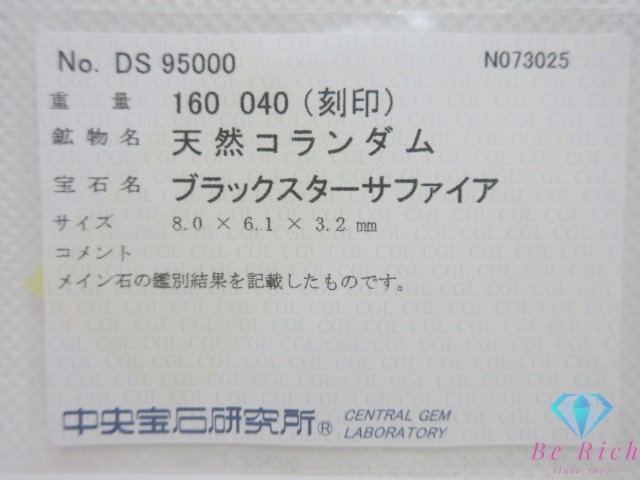 No. DS 95000 N073025
重量 160 040 (刻印)
鉱物名 天然コランダム
宝石名 ブラックスターサファイア
サイズ 8.0 × 6.1 × 3.2 mm
コメント
メイン石の鑑別結果を記載したものです。
中央宝石研究所® CENTRAL GEM
LABORATORY
Be Rich
since 2012